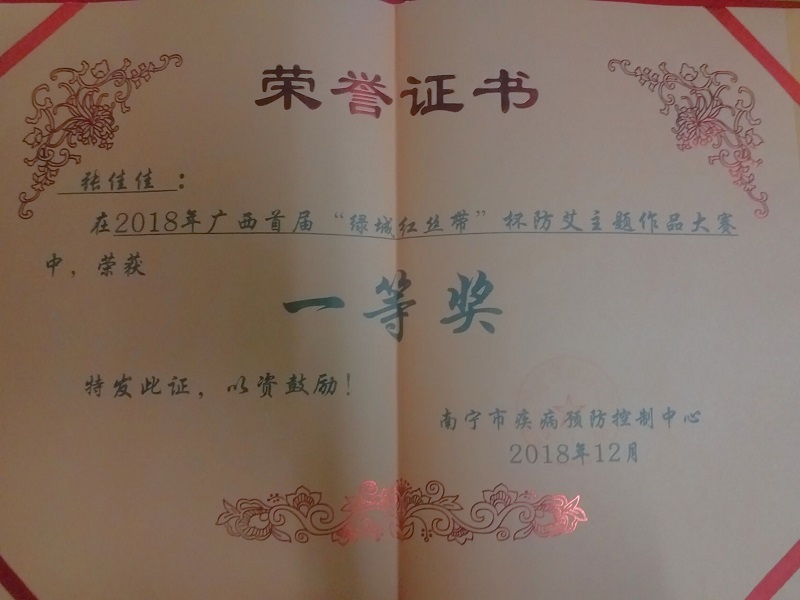 荣誉证书
张佳佳：
在2018年广西首届“绿城红丝带”杯防艾主题作品大赛
中，荣获
一等奖
特发此证，以资鼓励！
南宁市疾病预防控制中心
2018年12月